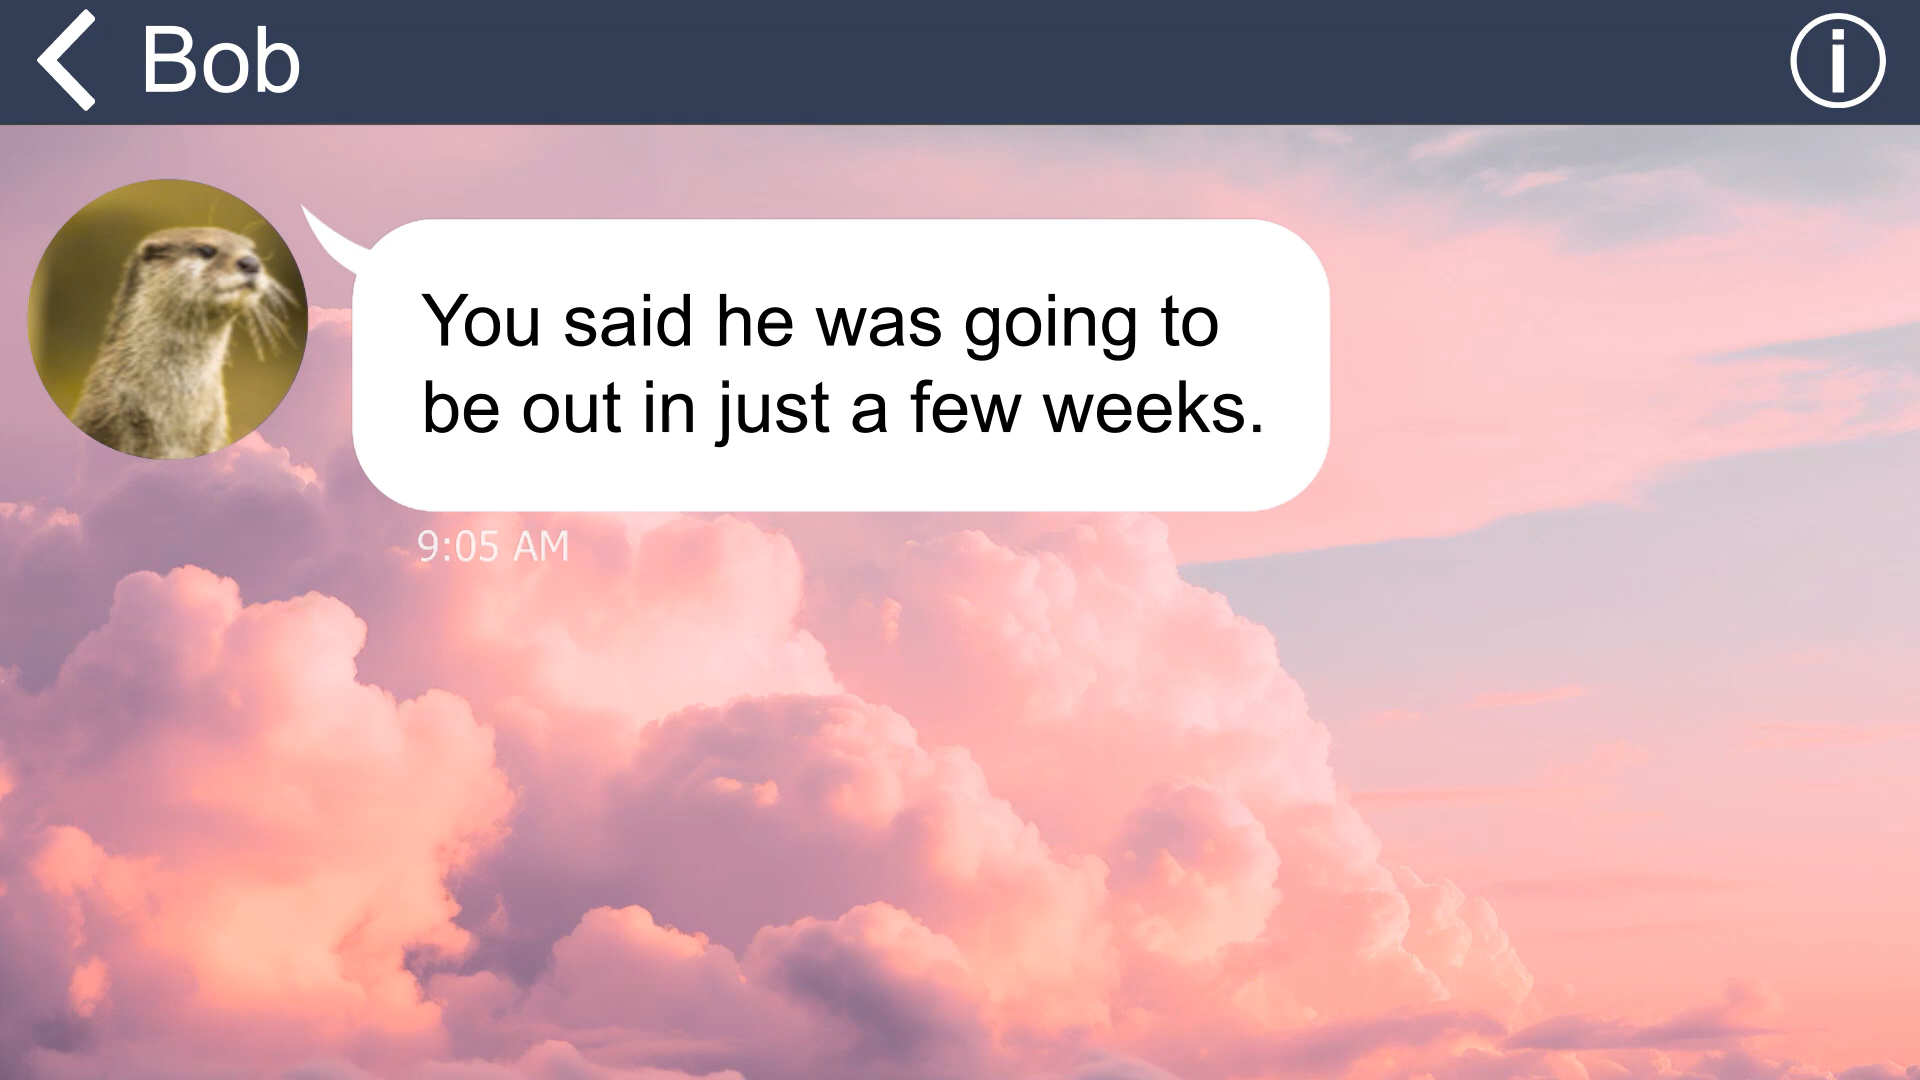 Bob
You said he was going to
be out in just a few weeks.
9:05 AM